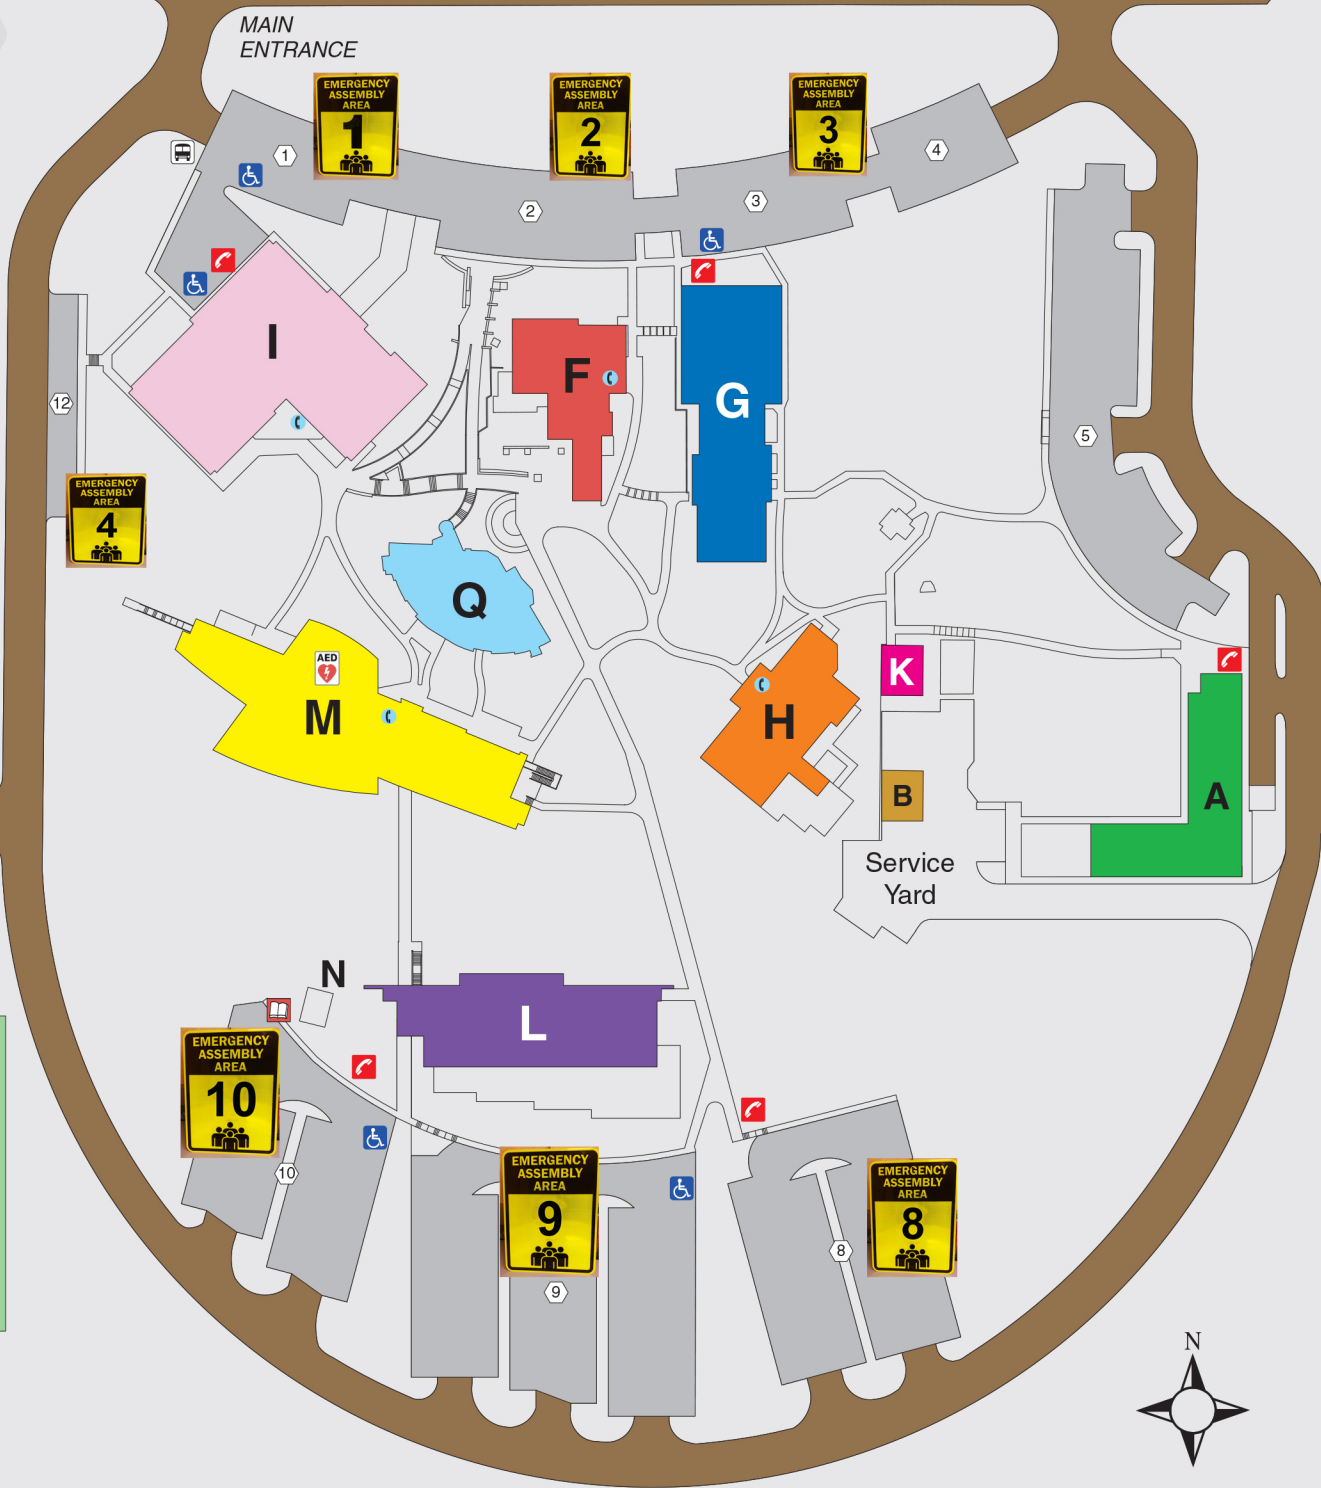 MAIN
ENTRANCE
EMERGENCY
ASSEMBLY
AREA
1
EMERGENCY
ASSEMBLY
AREA
2
EMERGENCY
ASSEMBLY
AREA
3
1
2
3
4
I
F
G
12
5
EMERGENCY
ASSEMBLY
AREA
4
Q
AED
M
H
K
B
A
Service
Yard
N
L
EMERGENCY
ASSEMBLY
AREA
10
10
EMERGENCY
ASSEMBLY
AREA
9
9
EMERGENCY
ASSEMBLY
AREA
8
8
N